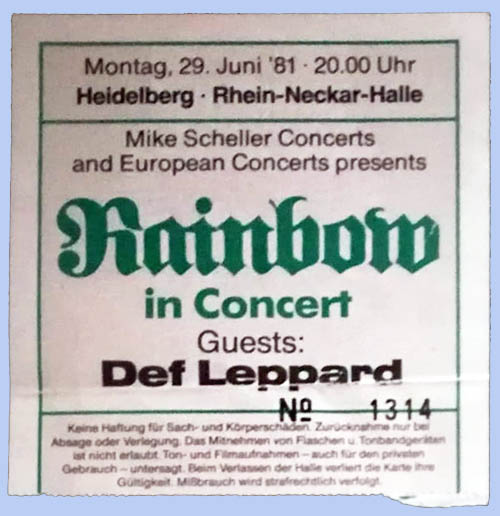 Montag, 29. Juni '81 · 20.00 Uhr
Heidelberg · Rhein-Neckar-Halle
Mike Scheller Concerts
and European Concerts presents
Rainbow
in Concert
Guests:
Def Leppard
Nº 1314
Keine Haftung für Sach- und Körperschäden. Zurücknahme nur bei
Absage oder Verlegung. Das Mitnehmen von Flaschen u. Tonbandgeräten
ist nicht erlaubt. Ton- und Filmaufnahmen – auch für den privaten
Gebrauch – untersagt. Beim Verlassen der Halle verliert die Karte ihre
Gültigkeit. Mißbrauch wird strafrechtlich verfolgt.